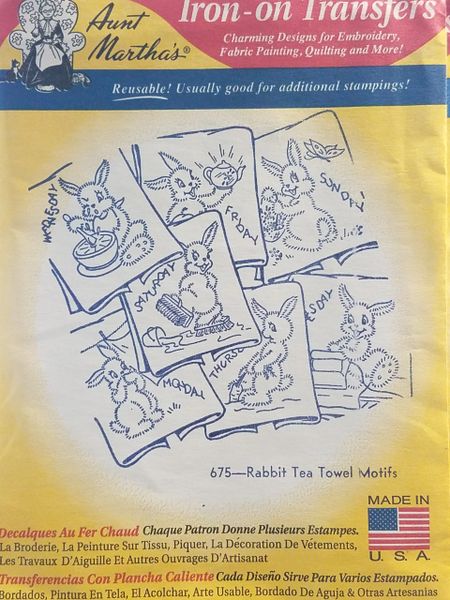 Aunt
Martha's®
Iron-on Transfers
Charming Designs for Embroidery,
Fabric Painting, Quilting and More!
Reusable! Usually good for additional stampings!
WEDNESDAY
FRIDAY
SUNDAY
SATURDAY
THURS
ESDAY
MONDAY
675—Rabbit Tea Towel Motifs
MADE IN
U. S. A.
Decalques Au Fer Chaud Chaque Patron Donne Plusieurs Estampes.
La Broderie, La Peinture Sur Tissu, Piquer, La Décoration De Vétements,
Les Travaux D'Aiguille Et Autres Ouvrages D'Artisanat
Transferencias Con Plancha Caliente Cada Diseño Sirve Para Varios Estampados.
Bordados, Pintura En Tela, El Acolchar, Arte Usable, Bordado De Aguja & Otras Artesanias